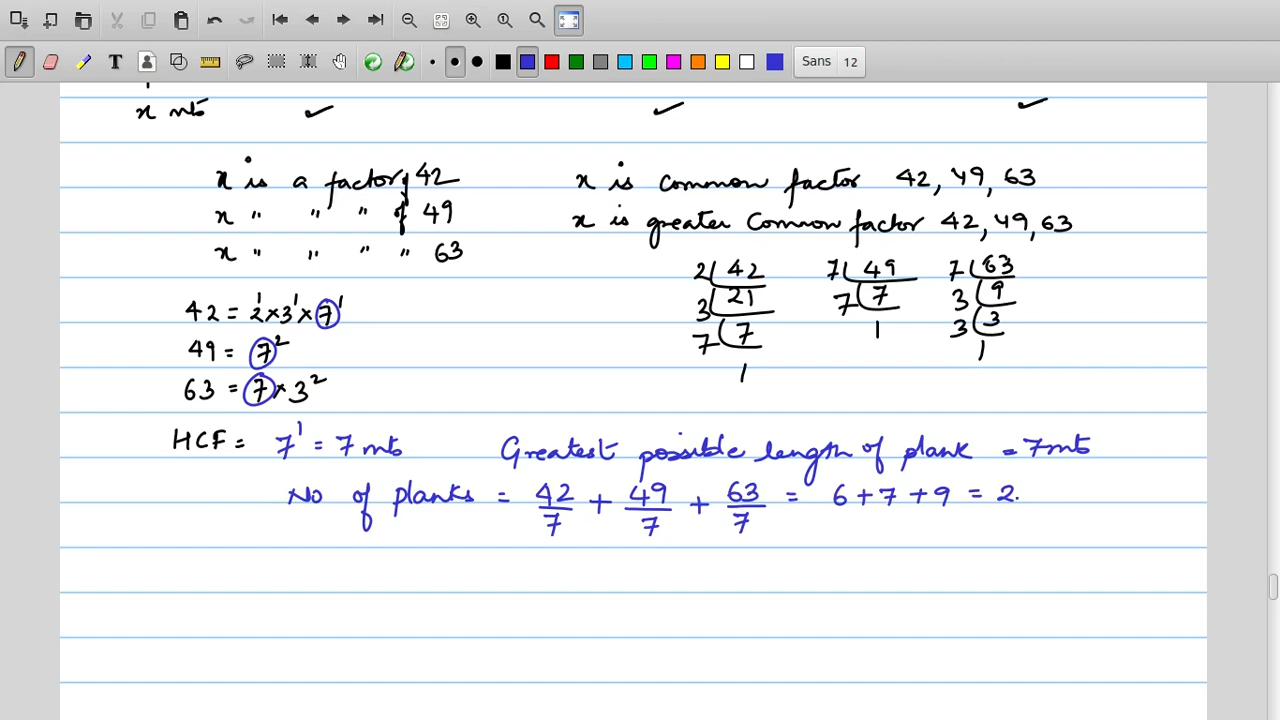 Sans 12
x mts ✓ ✓ ✓
x is a factor of 42
x " " " of 49
x " " " " 63
x is common factor 42, 49, 63
x is greater Common factor 42, 49, 63
2 | 42
3 | 21
7 | 7
1
7 | 49
7 | 7
1
7 | 63
3 | 9
3 | 3
1
42 = 2¹ × 3¹ × 7¹
49 = 7²
63 = 7 × 3²
HCF = 7¹ = 7 mts
Greatest possible length of plank = 7 mts
No of planks = 42/7 + 49/7 + 63/7 = 6 + 7 + 9 = 2.